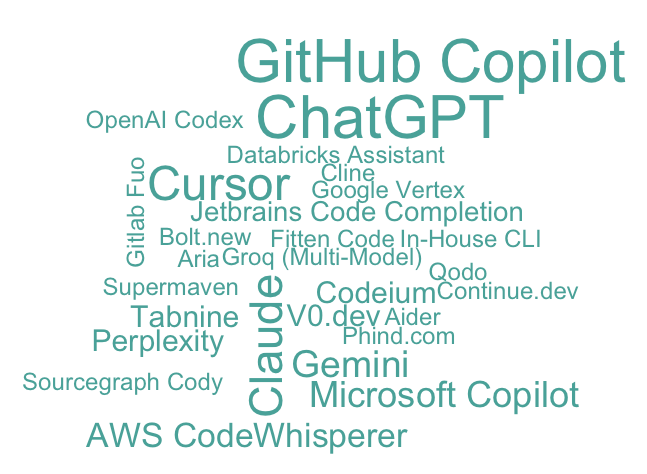 GitHub Copilot
ChatGPT
OpenAI Codex
Databricks Assistant
Cline
Cursor
Google Vertex
Gitlab Fuo
Jetbrains Code Completion
Bolt.new
Fitten Code
In-House CLI
Aria
Groq (Multi-Model)
Qodo
Supermaven
Claude
Codeium
Continue.dev
Tabnine
V0.dev
Aider
Perplexity
Phind.com
Gemini
Sourcegraph Cody
Microsoft Copilot
AWS CodeWhisperer